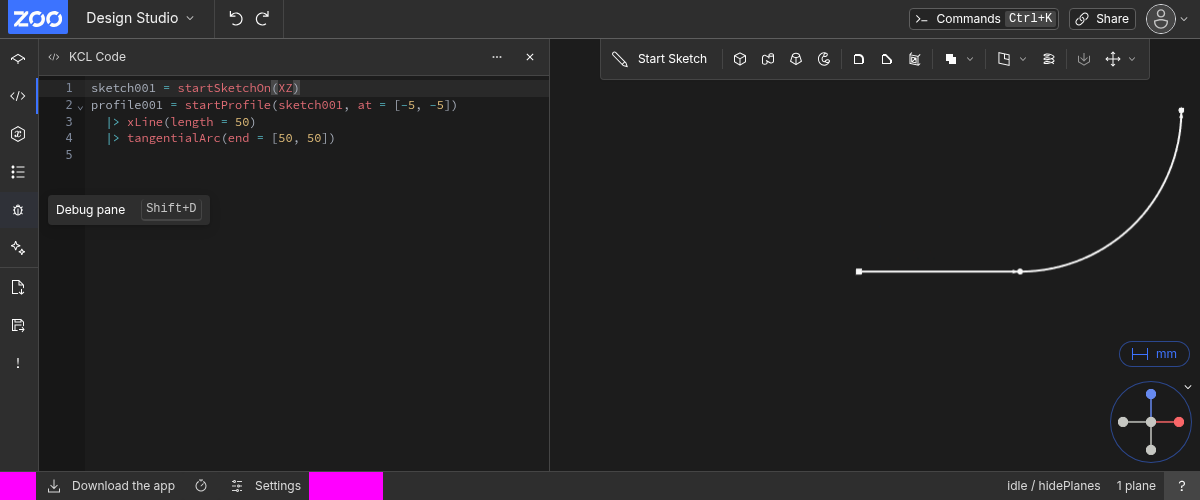 ZOO Design Studio Commands Ctrl+K Share
KCL Code
Start Sketch
1 sketch001 = startSketchOn(XZ)
2 profile001 = startProfile(sketch001, at = [-5, -5])
3 |> xLine(length = 50)
4 |> tangentialArc(end = [50, 50])
5
Debug pane Shift+D
mm
Download the app Settings idle / hidePlanes 1 plane ?